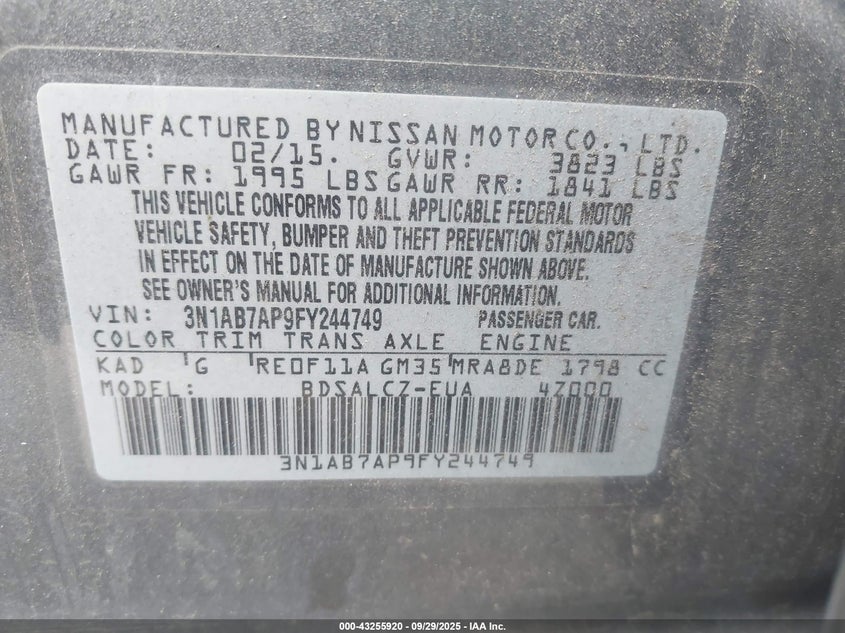 MANUFACTURED BY NISSAN MOTOR CO., LTD.
DATE: 02/15. GVWR: 3823 LBS
GAWR FR: 1995 LBS GAWR RR: 1841 LBS
THIS VEHICLE CONFORMS TO ALL APPLICABLE FEDERAL MOTOR
VEHICLE SAFETY, BUMPER AND THEFT PREVENTION STANDARDS
IN EFFECT ON THE DATE OF MANUFACTURE SHOWN ABOVE.
SEE OWNER'S MANUAL FOR ADDITIONAL INFORMATION.
VIN: 3N1AB7AP9FY244749 PASSENGER CAR.
COLOR TRIM TRANS AXLE ENGINE
KAD G RE0F11A GM35 MRA8DE 1798 CC
MODEL: BDSALCZ-EUA 4Z000
3N1AB7AP9FY244749
000-43255920 - 09/29/2025 - IAA Inc.